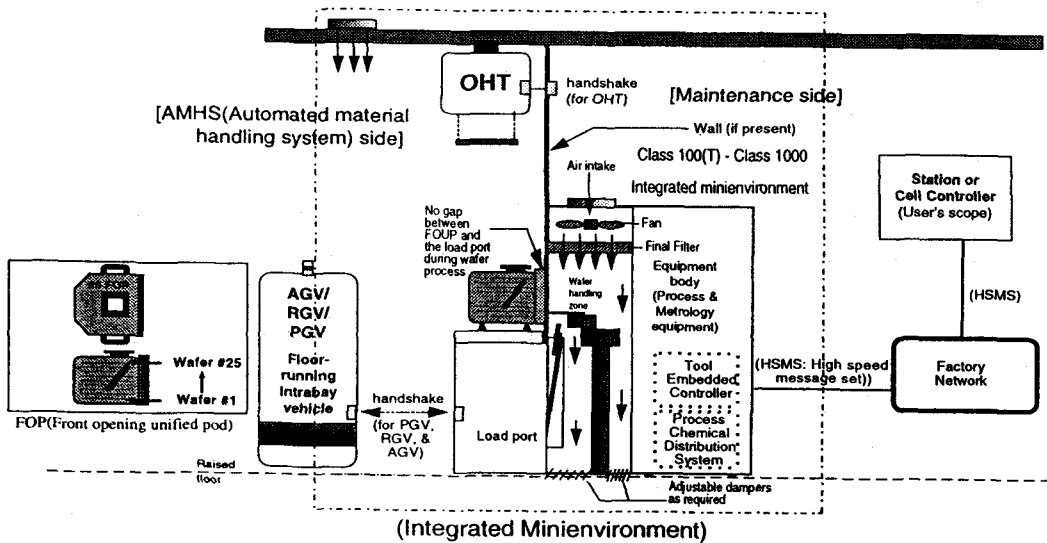 OHT
handshake
(for OHT)
[Maintenance side]
[AMHS(Automated material
handling system) side]
Wall (if present)
Class 100(T) - Class 1000
Air intake
Integrated minienvironment
Station or
Cell Controller
(User's scope)
No gap
between
FOUP and
the load port
during wafer
process
Fan
Final Filter
Equipment
body
(Process &
Metrology
equipment)
Wafer
handling
zone
(HSMS)
AGV/
RGV/
PGV
Floor-
running
Intrabay
vehicle
Wafer #25
Wafer #1
FOP(Front opening unified pod)
handshake
(for PGV,
RGV, &
AGV)
Load port
Tool
Embedded
Controller
Process
Chemical
Distribution
System
(HSMS: High speed
message set))
Factory
Network
Raised
floor
Adjustable dampers
as required
(Integrated Minienvironment)